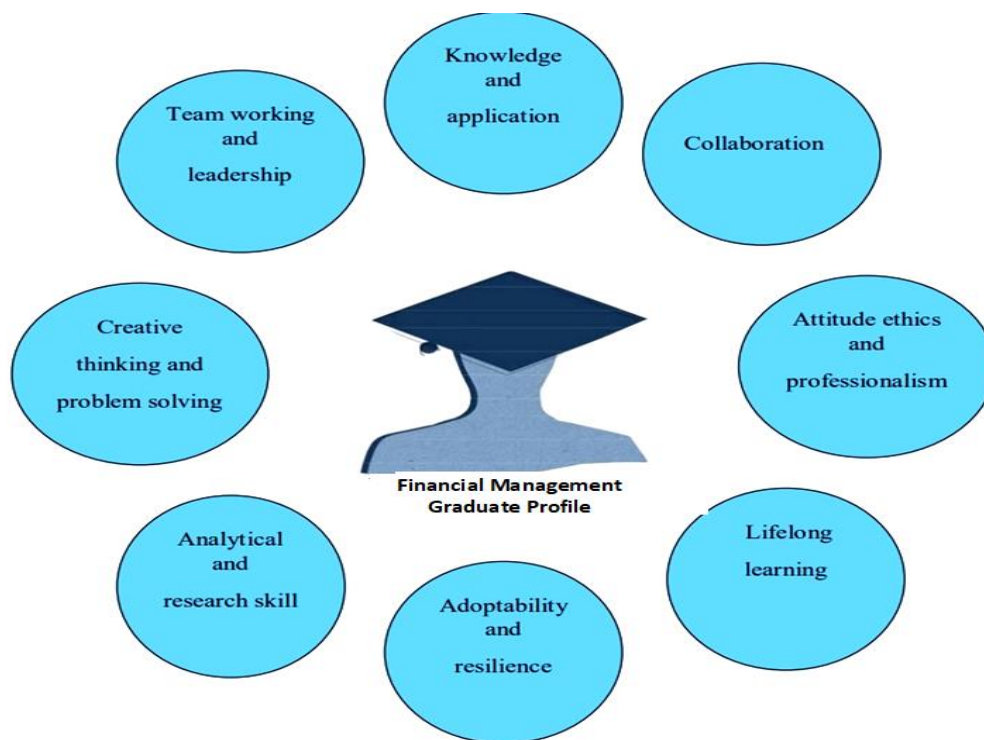 Knowledge
and
application
Team working
and
leadership
Collaboration
Creative
thinking and
problem solving
Attitude ethics
and
professionalism
Financial Management
Graduate Profile
Analytical
and
research skill
Lifelong
learning
Adoptability
and
resilience